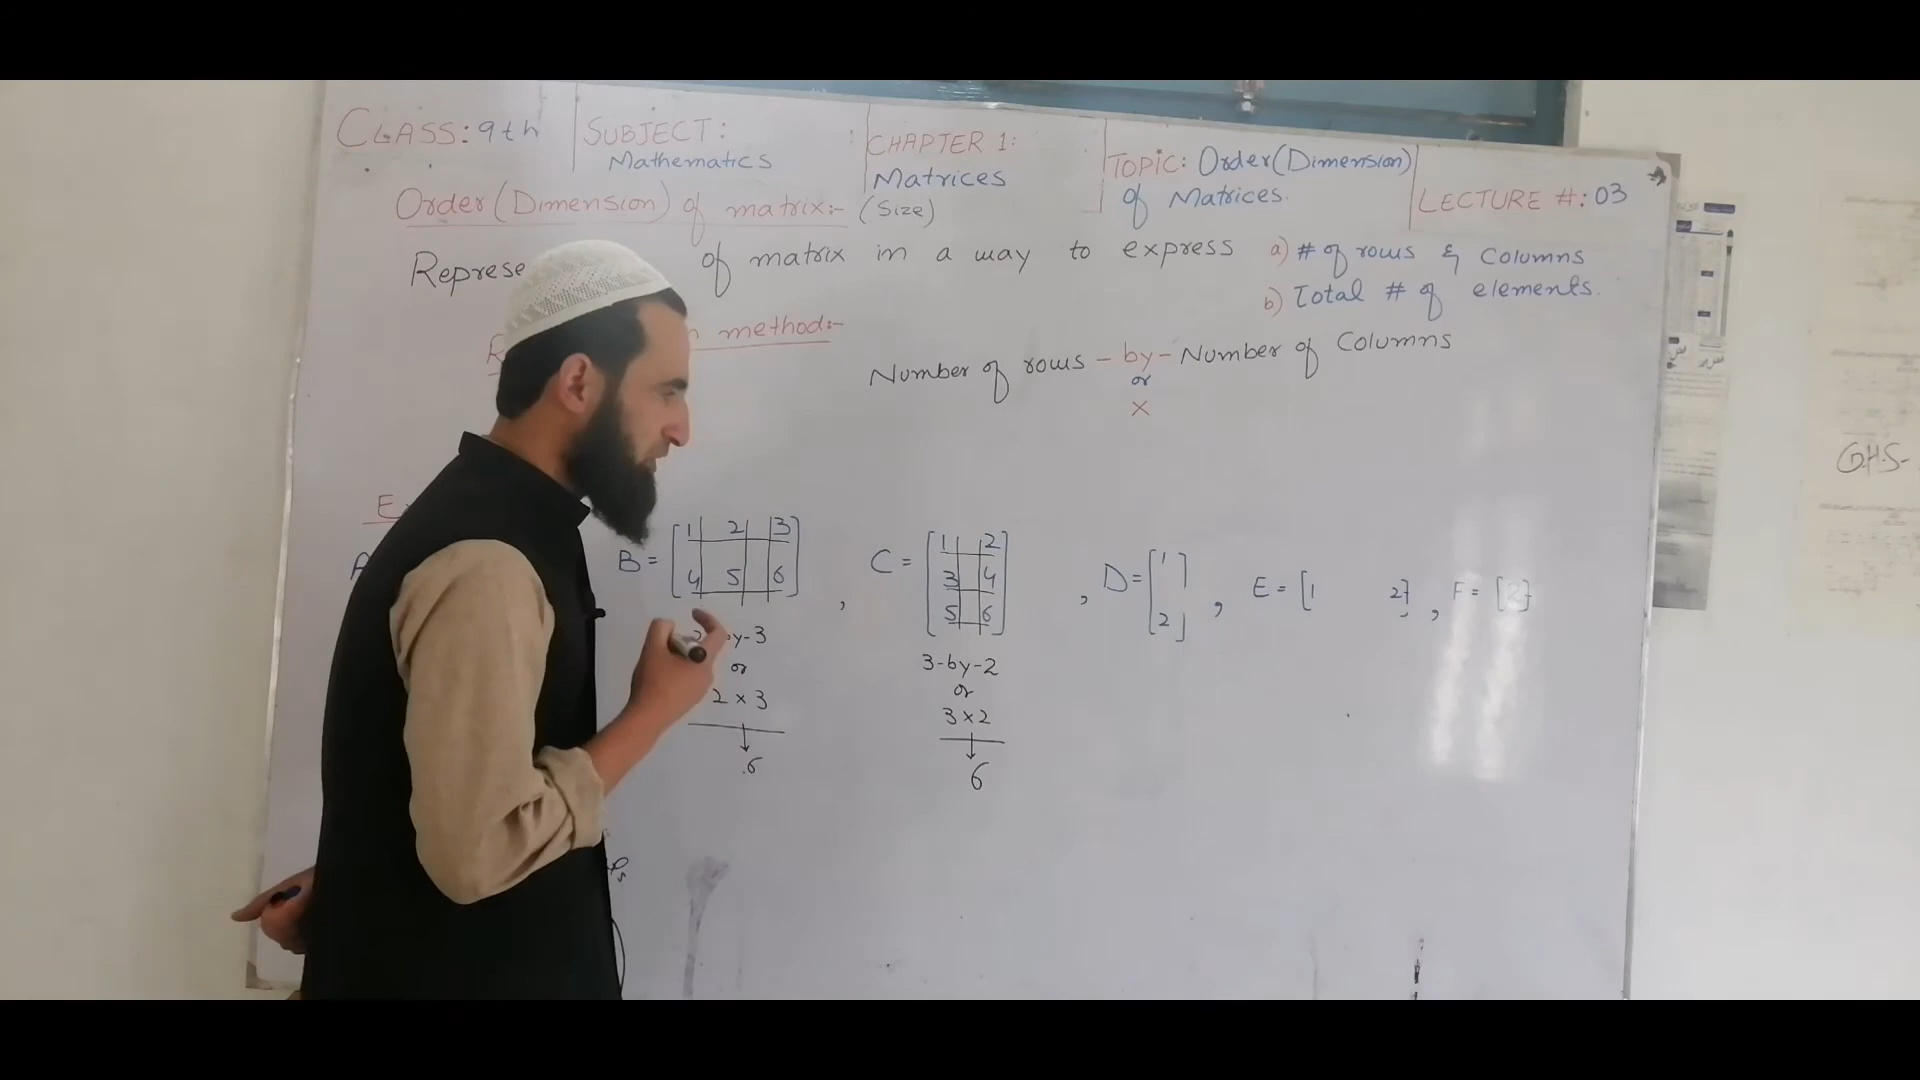 CLASS: 9th
SUBJECT:
Mathematics
CHAPTER 1:
Matrices
TOPIC: Order (Dimension)
of Matrices.
LECTURE #: 03
Order (Dimension) of matrix:- (Size)
Represe of matrix in a way to express a) # of rows & Columns
b) Total # of elements.
method:-
Number of rows - by - Number of Columns
or
×
B = [1 2 3
4 5 6] ,
C = [1 2
3 4
5 6]
, D = [1
2] , E = [1 2] , F = [2]
2 by-3
or
2 × 3
6
3-by-2
or
3 × 2
6
G.H.S-